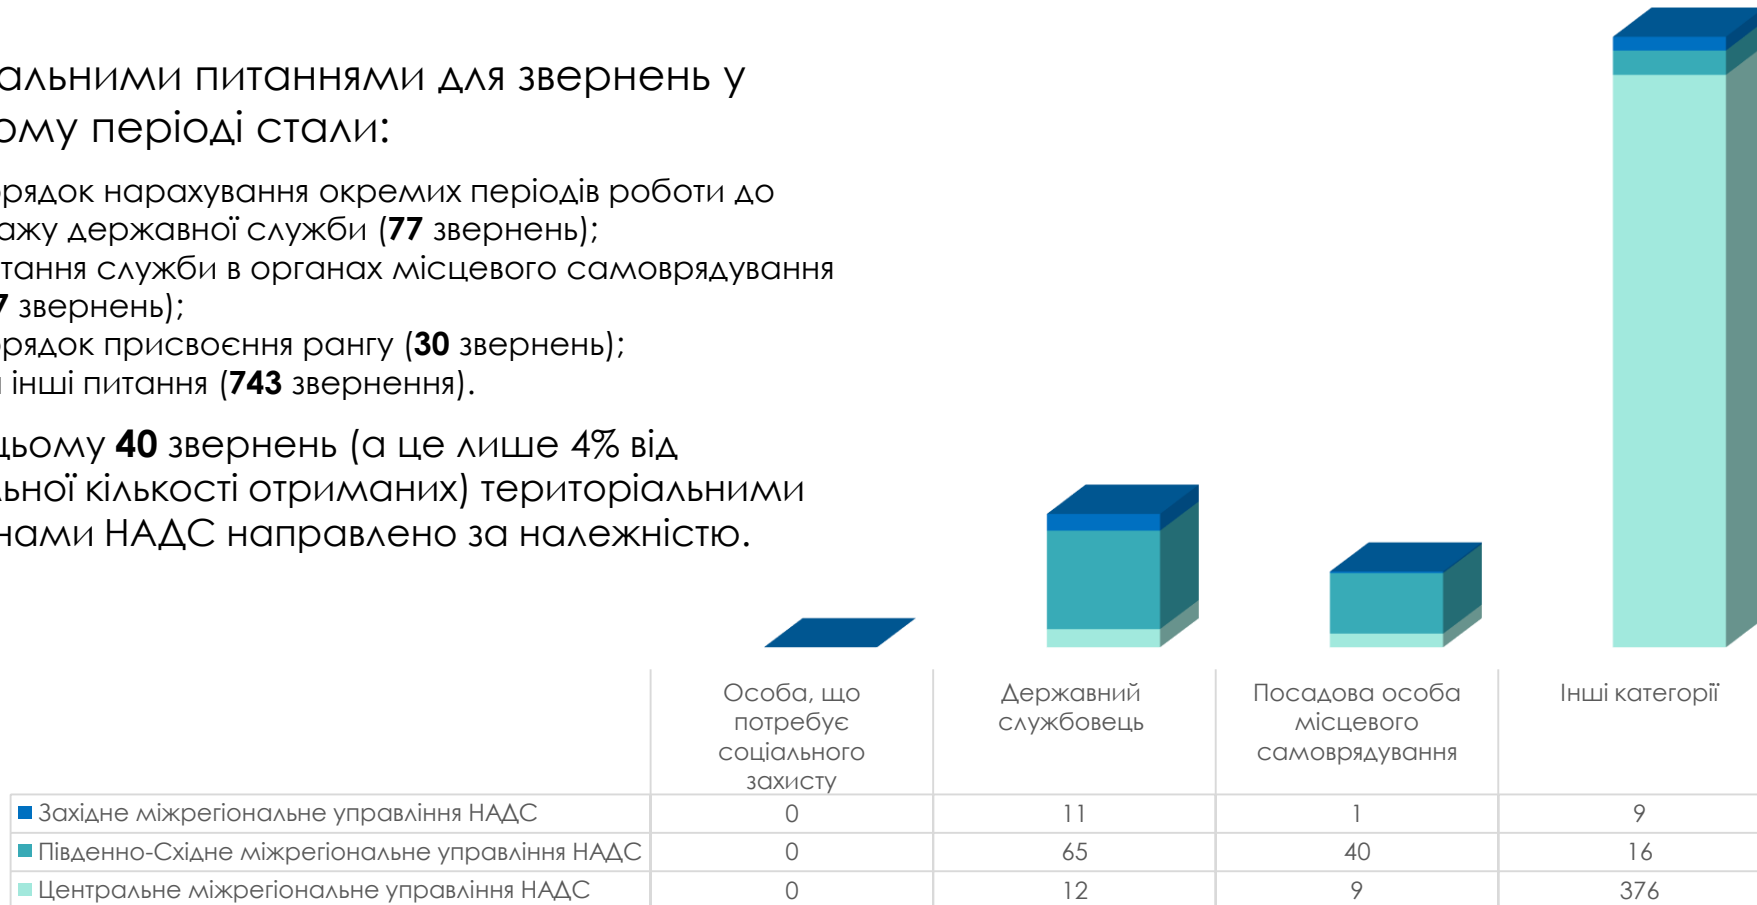 альними питаннями для звернень у
ому періоді стали:
рядок нарахування окремих періодів роботи до
ажу державної служби (77 звернень);
тання служби в органах місцевого самоврядування
7 звернень);
рядок присвоєння рангу (30 звернень);
інші питання (743 звернення).
цьому 40 звернень (а це лише 4% від
льної кількості отриманих) територіальними
нами НАДС направлено за належністю.
Особа, що потребує соціального захисту
Державний службовець
Посадова особа місцевого самоврядування
Інші категорії
Західне міжрегіональне управління НАДС 0 11 1 9
Південно-Східне міжрегіональне управління НАДС 0 65 40 16
Центральне міжрегіональне управління НАДС 0 12 9 376